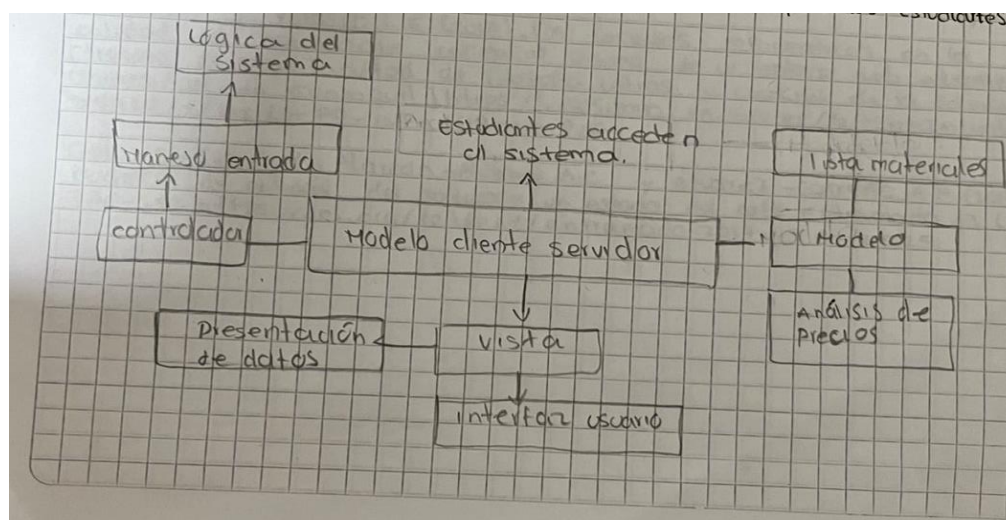 Lógica del
sistema
Manejo entrada
Estudiantes acceden
al sistema.
lista materiales
controlador
Modelo cliente servidor
Modelo
Presentación
de datos
Vista
Análisis de
Precios
interfaz usuario